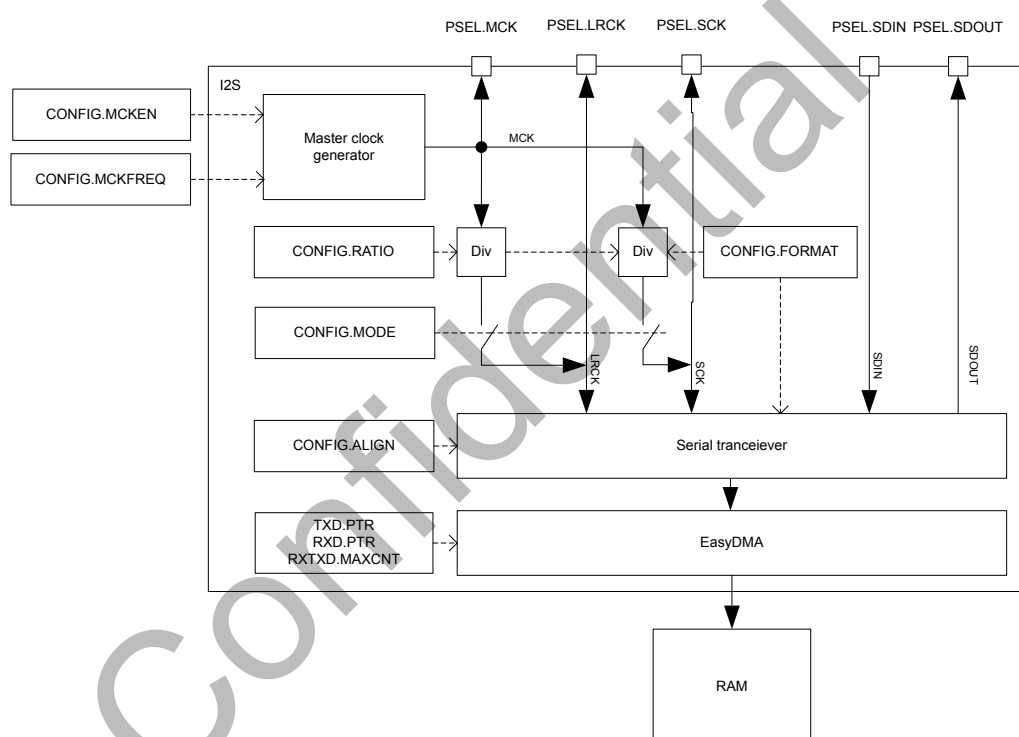 PSEL.MCK PSEL.LRCK PSEL.SCK PSEL.SDIN PSEL.SDOUT
I2S
CONFIG.MCKEN
Master clock
generator
MCK
CONFIG.MCKFREQ
CONFIG.RATIO
Div
Div
CONFIG.FORMAT
CONFIG.MODE
LRCK
SCK
SDIN
SDOUT
CONFIG.ALIGN
Serial tranceiever
TXD.PTR
RXD.PTR
RXTXD.MAXCNT
EasyDMA
RAM
Confidential